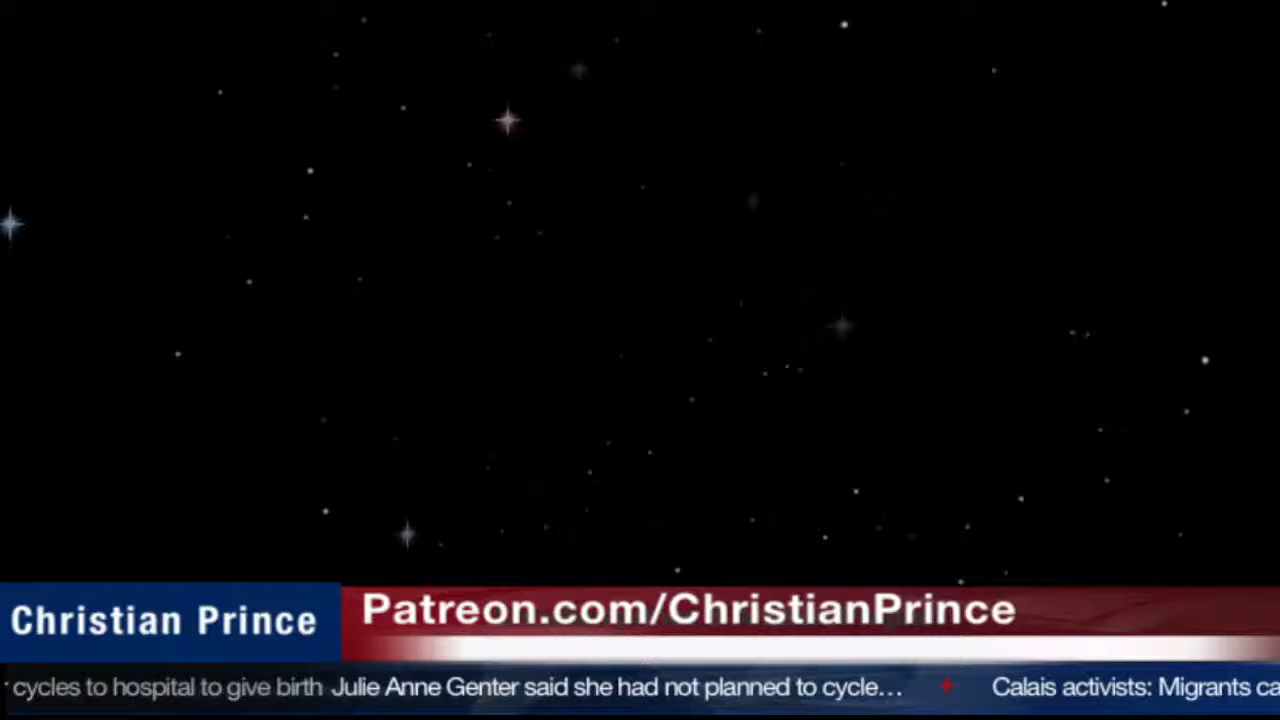 Christian Prince
Patreon.com/ChristianPrince
cycles to hospital to give birth Julie Anne Genter said she had not planned to cycle… Calais activists: Migrants ca